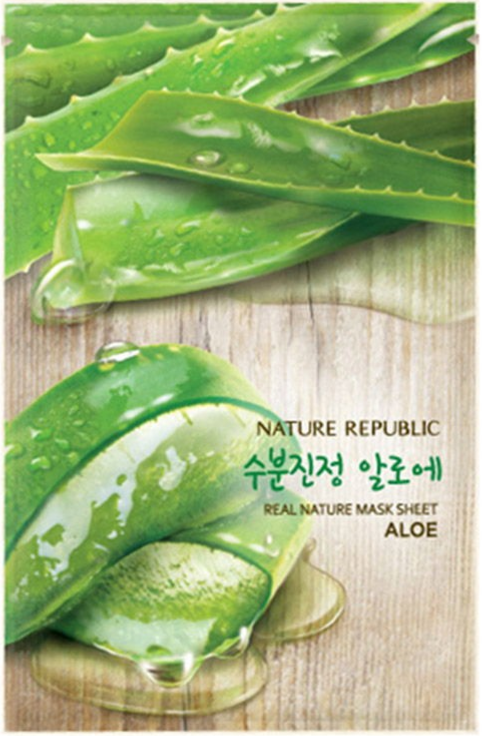 NATURE REPUBLIC
수분진정 알로에
REAL NATURE MASK SHEET
ALOE